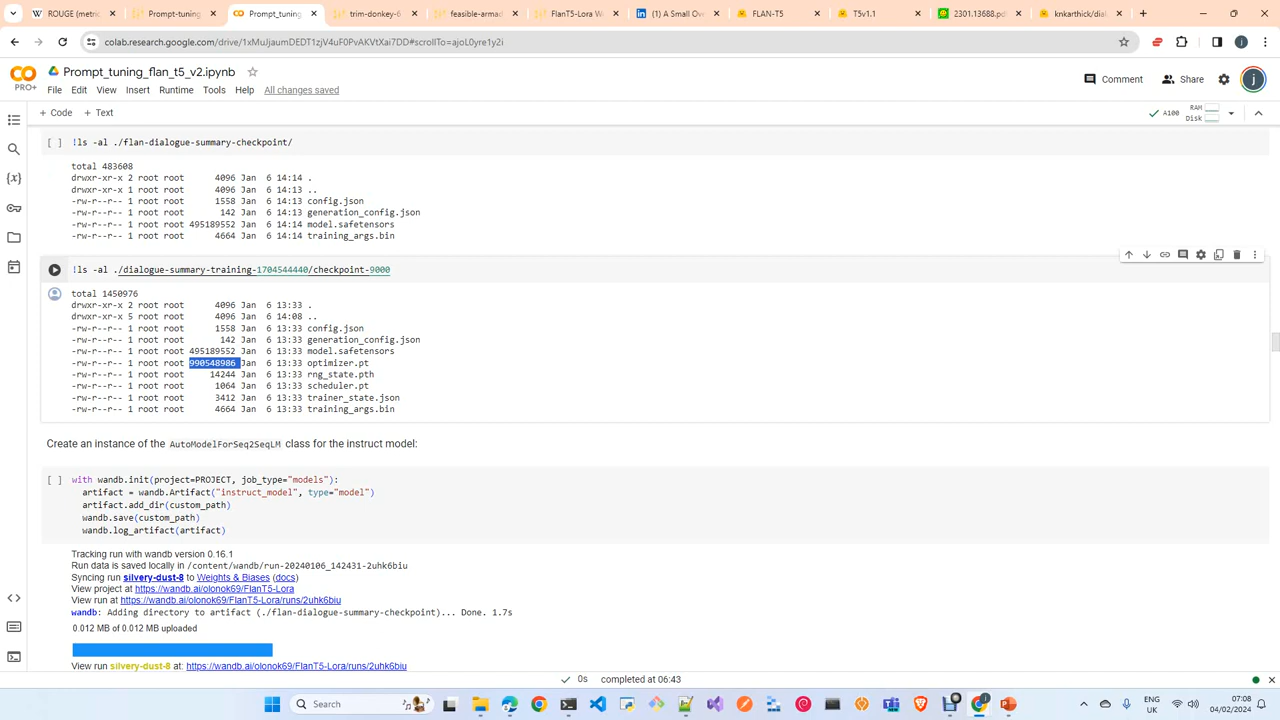 ROUGE (metric
Prompt_tuning
Prompt_tuning
trim-donkey-6
feasible-armad
FlanT5-Lora W
(1) A Small Ov
FLAN-T5
T5v1.1
2301.13688.pd
knkarthick/dial
colab.research.google.com/drive/1xMuJjaumDEDT1zjV4uF0PvAKVtXai7DD#scrollTo=ajoL0yre1y2i
PRO+
Prompt_tuning_flan_t5_v2.ipynb
Comment
Share
File Edit View Insert Runtime Tools Help All changes saved
+ Code + Text
A100
RAM
Disk
[ ] !ls -al ./flan-dialogue-summary-checkpoint/
total 483608
drwxr-xr-x 2 root root 4096 Jan 6 14:14 .
drwxr-xr-x 1 root root 4096 Jan 6 14:13 ..
-rw-r--r-- 1 root root 1558 Jan 6 14:13 config.json
-rw-r--r-- 1 root root 142 Jan 6 14:13 generation_config.json
-rw-r--r-- 1 root root 495189552 Jan 6 14:14 model.safetensors
-rw-r--r-- 1 root root 4664 Jan 6 14:14 training_args.bin
!ls -al ./dialogue-summary-training-1704544440/checkpoint-9000
total 1450976
drwxr-xr-x 2 root root 4096 Jan 6 13:33 .
drwxr-xr-x 5 root root 4096 Jan 6 14:08 ..
-rw-r--r-- 1 root root 1558 Jan 6 13:33 config.json
-rw-r--r-- 1 root root 142 Jan 6 13:33 generation_config.json
-rw-r--r-- 1 root root 495189552 Jan 6 13:33 model.safetensors
-rw-r--r-- 1 root root 990548986 Jan 6 13:33 optimizer.pt
-rw-r--r-- 1 root root 14244 Jan 6 13:33 rng_state.pth
-rw-r--r-- 1 root root 1064 Jan 6 13:33 scheduler.pt
-rw-r--r-- 1 root root 3412 Jan 6 13:33 trainer_state.json
-rw-r--r-- 1 root root 4664 Jan 6 13:33 training_args.bin
Create an instance of the AutoModelForSeq2SeqLM class for the instruct model:
[ ] with wandb.init(project=PROJECT, job_type="models"):
artifact = wandb.Artifact("instruct_model", type="model")
artifact.add_dir(custom_path)
wandb.save(custom_path)
wandb.log_artifact(artifact)
Tracking run with wandb version 0.16.1
Run data is saved locally in /content/wandb/run-20240106_142431-2uhk6biu
Syncing run silvery-dust-8 to Weights & Biases (docs)
View project at https://wandb.ai/olonok69/FlanT5-Lora
View run at https://wandb.ai/olonok69/FlanT5-Lora/runs/2uhk6biu
wandb: Adding directory to artifact (./flan-dialogue-summary-checkpoint)... Done. 1.7s
0.012 MB of 0.012 MB uploaded
View run silvery-dust-8 at: https://wandb.ai/olonok69/FlanT5-Lora/runs/2uhk6biu
0s completed at 06:43
Search
ENG
UK
07:08
04/02/2024